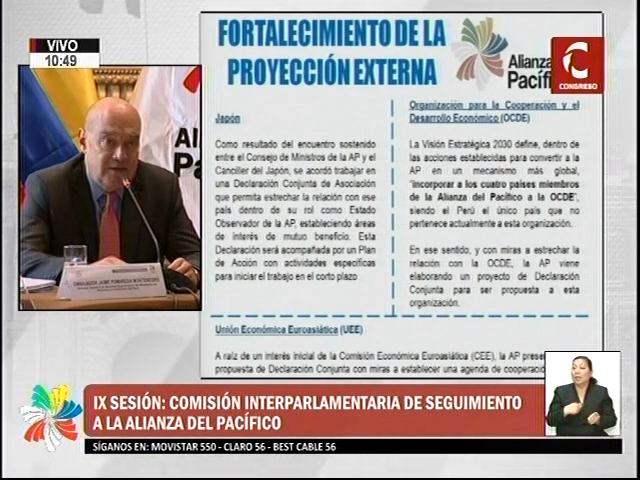 VIVO
10:49
FORTALECIMIENTO DE LA
PROYECCIÓN EXTERNA
Alianza
Pacífico
CONGRESO
Alianza
Pacífico
Japón
Como resultado del encuentro sostenido
entre el Consejo de Ministros de la AP y el
Canciller del Japón, se acordó trabajar en
una Declaración Conjunta de Asociación
que permita estrechar la relación con ese
país dentro de su rol como Estado
Observador de la AP, estableciendo áreas
de interés de mutuo beneficio. Esta
Declaración será acompañada por un Plan
de Acción con actividades específicas
para iniciar el trabajo en el corto plazo
Organización para la Cooperación y el
Desarrollo Económico (OCDE)
La Visión Estratégica 2030 define, dentro de
las acciones establecidas para convertir a la
AP en un mecanismo más global,
"incorporar a los cuatro países miembros
de la Alianza del Pacífico a la OCDE",
siendo el Perú el único país que no
pertenece actualmente a esta organización.
En ese sentido, y con miras a estrechar la
relación con la OCDE, la AP viene
elaborando un proyecto de Declaración
Conjunta para ser propuesta a esta
organización.
Unión Económica Euroasiática (UEE)
A raíz de un interés inicial de la Comisión Económica Euroasiática (CEE), la AP
propuesta de Declaración Conjunta con miras a establecer una agenda de
EMBAJADOR JAIME POMAREDA MONTENEGRO
IX SESIÓN: COMISIÓN INTERPARLAMENTARIA DE SEGUIMIENTO
A LA ALIANZA DEL PACÍFICO
SÍGANOS EN: MOVISTAR 550 - CLARO 56 - BEST CABLE 56